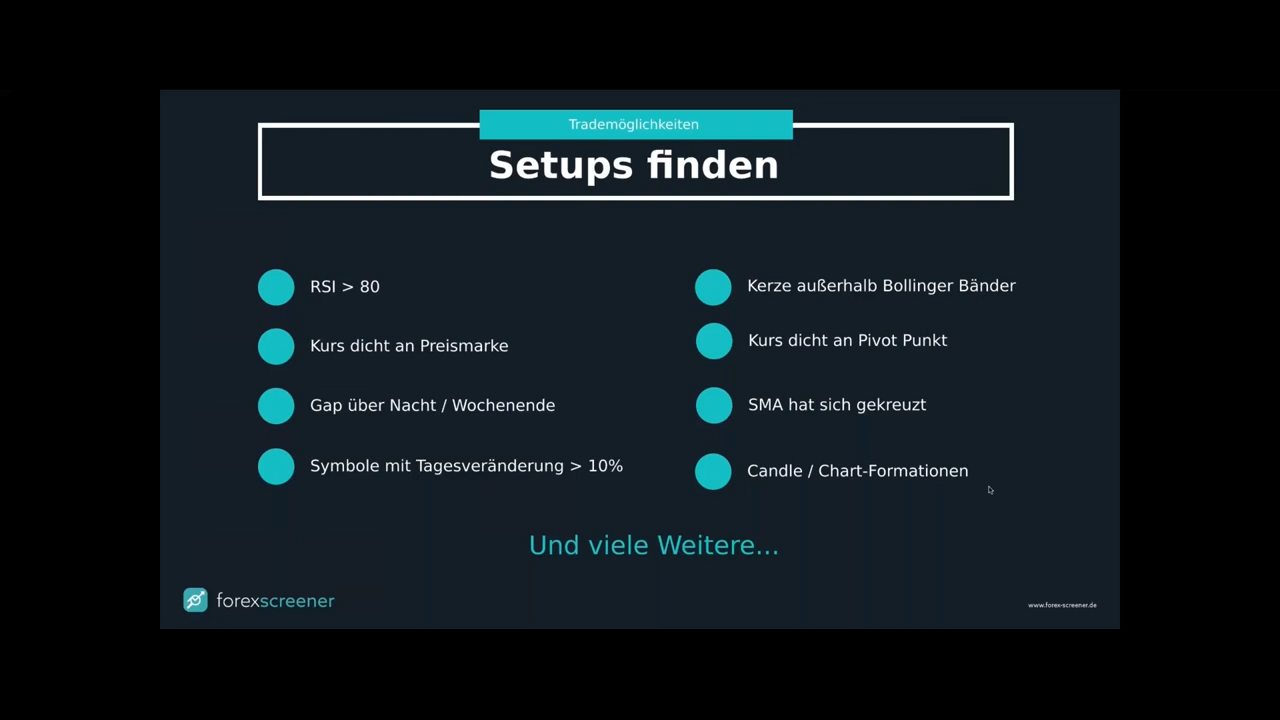 Trademöglichkeiten
Setups finden
RSI > 80
Kurs dicht an Preismarke
Gap über Nacht / Wochenende
Symbole mit Tagesveränderung > 10%
Kerze außerhalb Bollinger Bänder
Kurs dicht an Pivot Punkt
SMA hat sich gekreuzt
Candle / Chart-Formationen
Und viele Weitere...
forexscreener
www.forex-screener.de